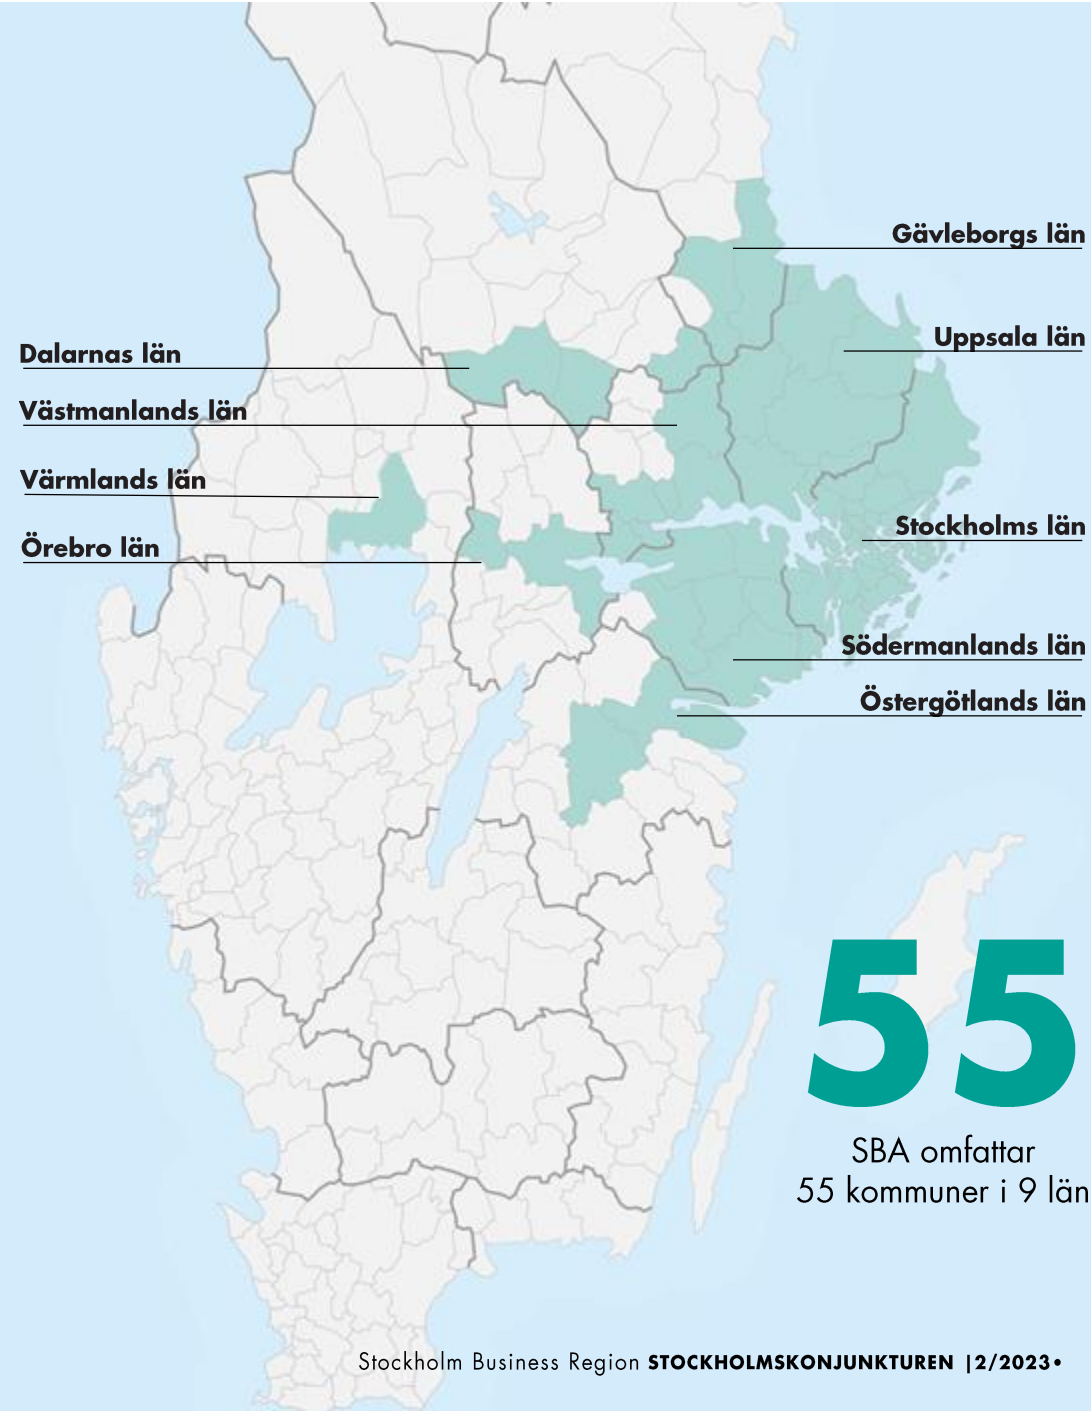 Gävleborgs län
Uppsala län
Dalarnas län
Västmanlands län
Värmlands län
Stockholms län
Örebro län
Södermanlands län
Östergötlands län
55
SBA omfattar
55 kommuner i 9 län
Stockholm Business Region STOCKHOLMSKONJUNKTUREN |2/2023•